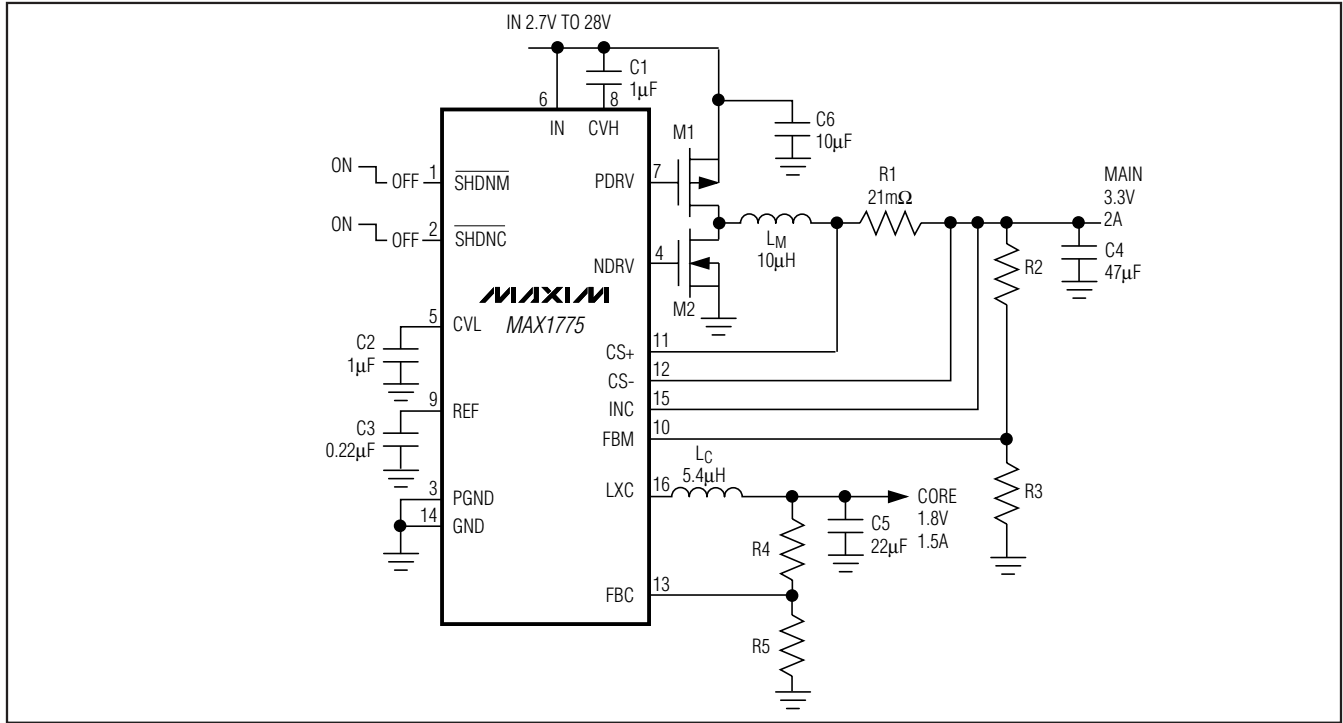 IN 2.7V TO 28V
C1
1μF
6
8
IN
CVH
C6
10μF
M1
ON
OFF
1
SHDNM
PDRV
7
R1
21mΩ
MAIN
3.3V
2A
ON
OFF
2
SHDNC
LM
10μH
NDRV
4
R2
C4
47μF
MAXIM
MAX1775
M2
5
CVL
C2
1μF
CS+
11
CS-
12
INC
15
FBM
10
9
REF
C3
0.22μF
LC
5.4μH
LXC
16
CORE
1.8V
1.5A
R3
3
PGND
14
GND
C5
22μF
R4
FBC
13
R5